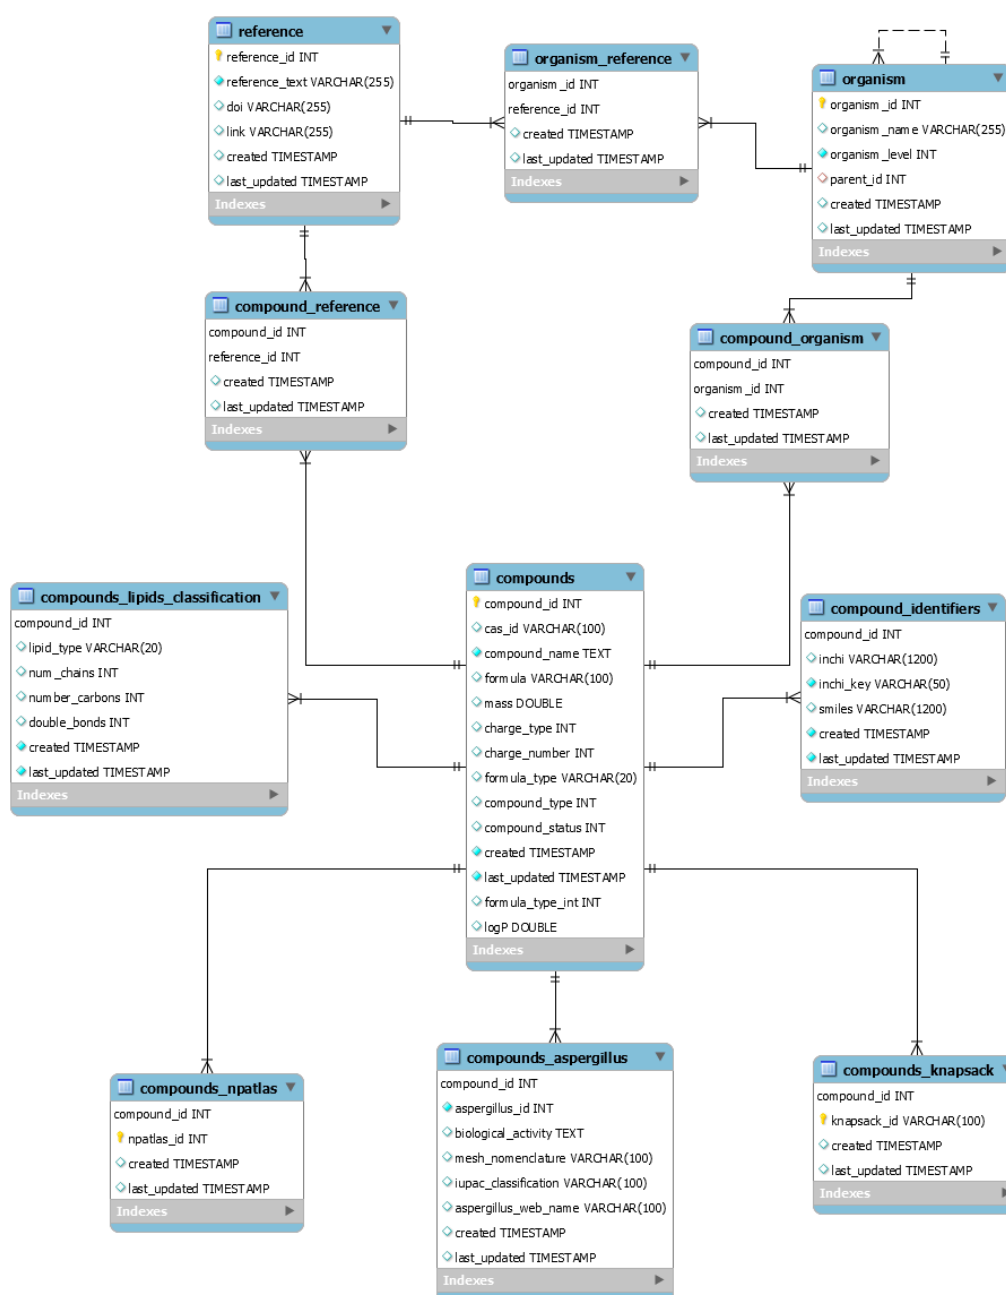 reference
reference_id INT
reference_text VARCHAR(255)
doi VARCHAR(255)
link VARCHAR(255)
created TIMESTAMP
last_updated TIMESTAMP
Indexes
organism_reference
organism_id INT
reference_id INT
created TIMESTAMP
last_updated TIMESTAMP
Indexes
organism
organism_id INT
organism_name VARCHAR(255)
organism_level INT
parent_id INT
created TIMESTAMP
last_updated TIMESTAMP
Indexes
compound_reference
compound_id INT
reference_id INT
created TIMESTAMP
last_updated TIMESTAMP
Indexes
compound_organism
compound_id INT
organism_id INT
created TIMESTAMP
last_updated TIMESTAMP
Indexes
compounds_lipids_classification
compound_id INT
lipid_type VARCHAR(20)
num_chains INT
number_carbons INT
double_bonds INT
created TIMESTAMP
last_updated TIMESTAMP
Indexes
compounds
compound_id INT
cas_id VARCHAR(100)
compound_name TEXT
formula VARCHAR(100)
mass DOUBLE
charge_type INT
charge_number INT
formula_type VARCHAR(20)
compound_type INT
compound_status INT
created TIMESTAMP
last_updated TIMESTAMP
formula_type_int INT
logP DOUBLE
Indexes
compound_identifiers
compound_id INT
inchi VARCHAR(1200)
inchi_key VARCHAR(50)
smiles VARCHAR(1200)
created TIMESTAMP
last_updated TIMESTAMP
Indexes
compounds_npatlas
compound_id INT
npatlas_id INT
created TIMESTAMP
last_updated TIMESTAMP
Indexes
compounds_aspergillus
compound_id INT
aspergillus_id INT
biological_activity TEXT
mesh_nomenclature VARCHAR(100)
iupac_classification VARCHAR(100)
aspergillus_web_name VARCHAR(100)
created TIMESTAMP
last_updated TIMESTAMP
Indexes
compounds_knapsack
compound_id INT
knapsack_id VARCHAR(100)
created TIMESTAMP
last_updated TIMESTAMP
Indexes